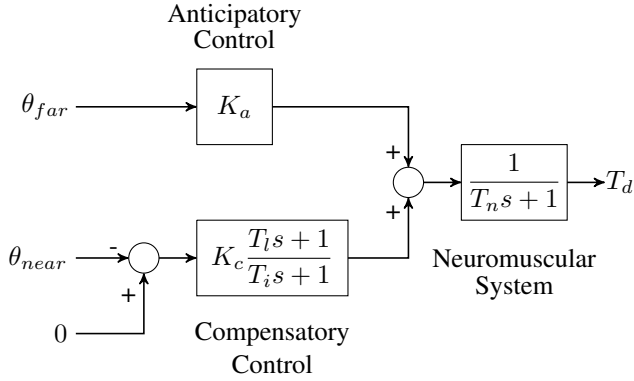 Anticipatory
Control
θ_far
K_a
+
1
T_n s + 1
T_d
+
θ_near
-
K_c (T_l s + 1)/(T_i s + 1)
+
Neuromuscular
System
0
Compensatory
Control